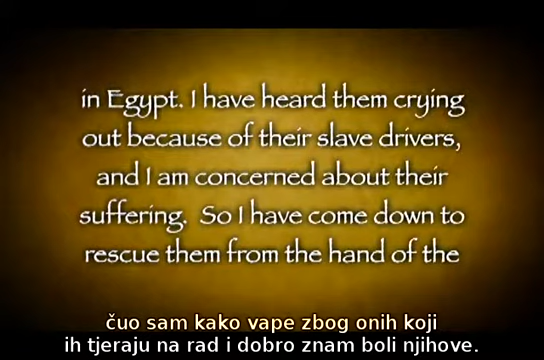 in Egypt. I have heard them crying
out because of their slave drivers,
and I am concerned about their
suffering. So I have come down to
rescue them from the hand of the
čuo sam kako vape zbog onih koji
ih tjeraju na rad i dobro znam boli njihove.